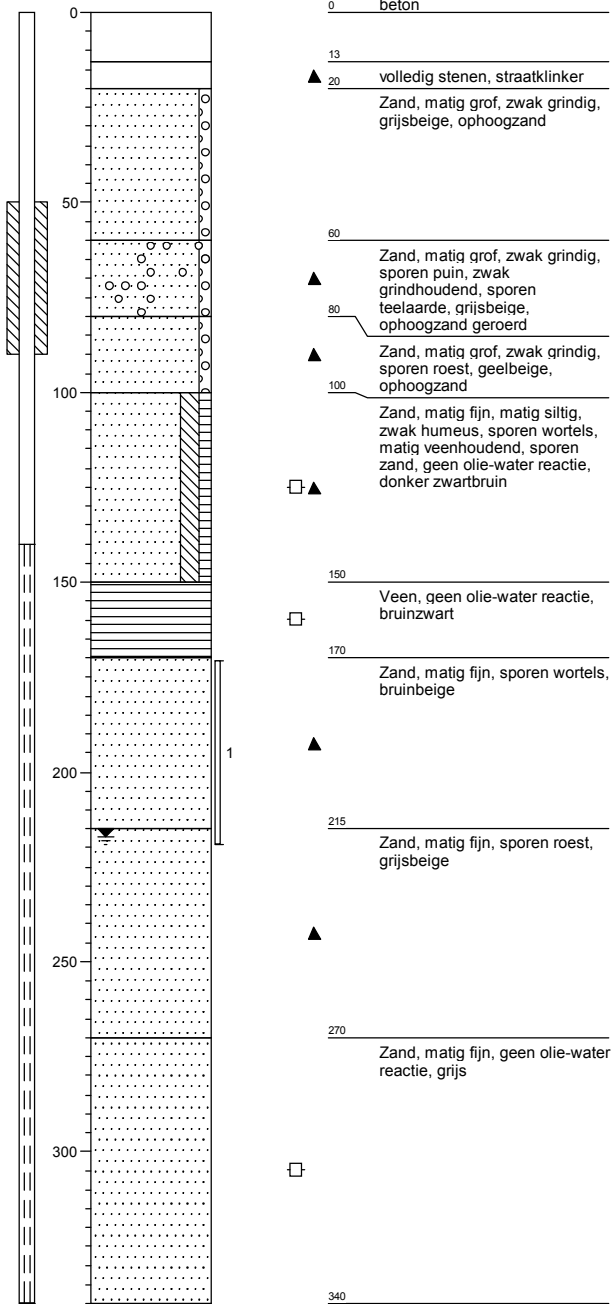 0
50
100
150
200
250
300
1
0
beton
13
20
volledig stenen, straatklinker
Zand, matig grof, zwak grindig,
grijsbeige, ophoogzand
60
Zand, matig grof, zwak grindig,
sporen puin, zwak
grindhoudend, sporen
teelaarde, grijsbeige,
ophoogzand geroerd
80
Zand, matig grof, zwak grindig,
sporen roest, geelbeige,
ophoogzand
100
Zand, matig fijn, matig siltig,
zwak humeus, sporen wortels,
matig veenhoudend, sporen
zand, geen olie-water reactie,
donker zwartbruin
150
Veen, geen olie-water reactie,
bruinzwart
170
Zand, matig fijn, sporen wortels,
bruinbeige
215
Zand, matig fijn, sporen roest,
grijsbeige
270
Zand, matig fijn, geen olie-water
reactie, grijs
340